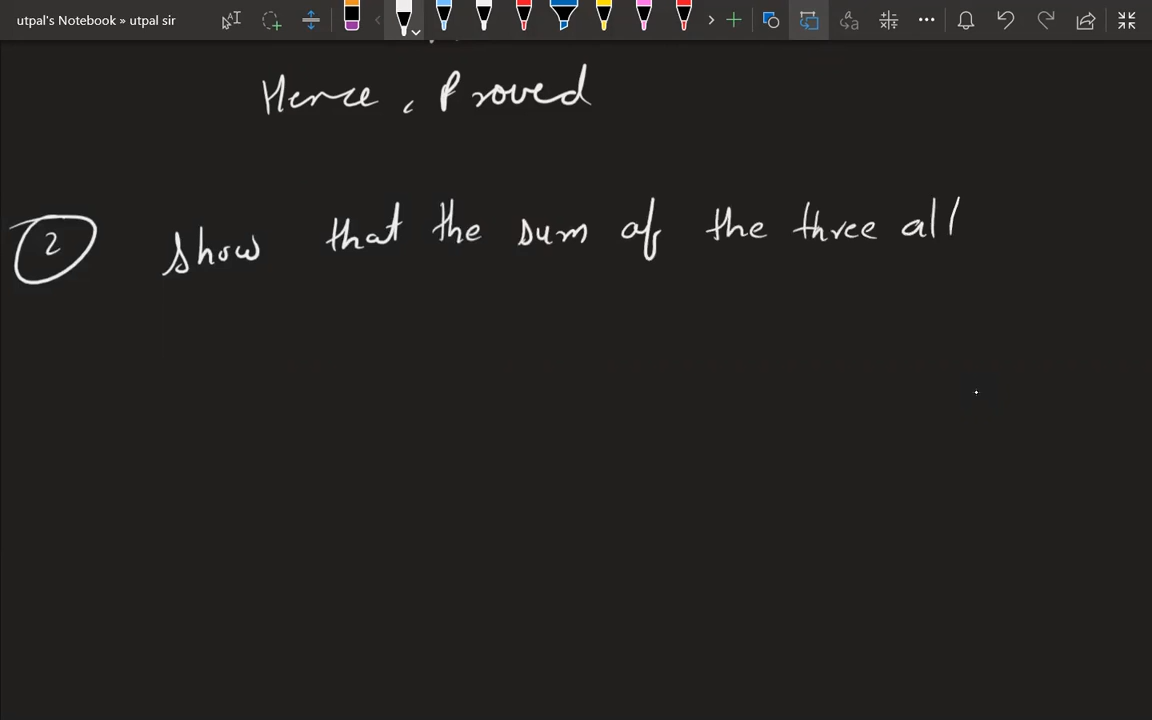 utpal's Notebook » utpal sir
Hence, Proved
2 show that the sum of the three all